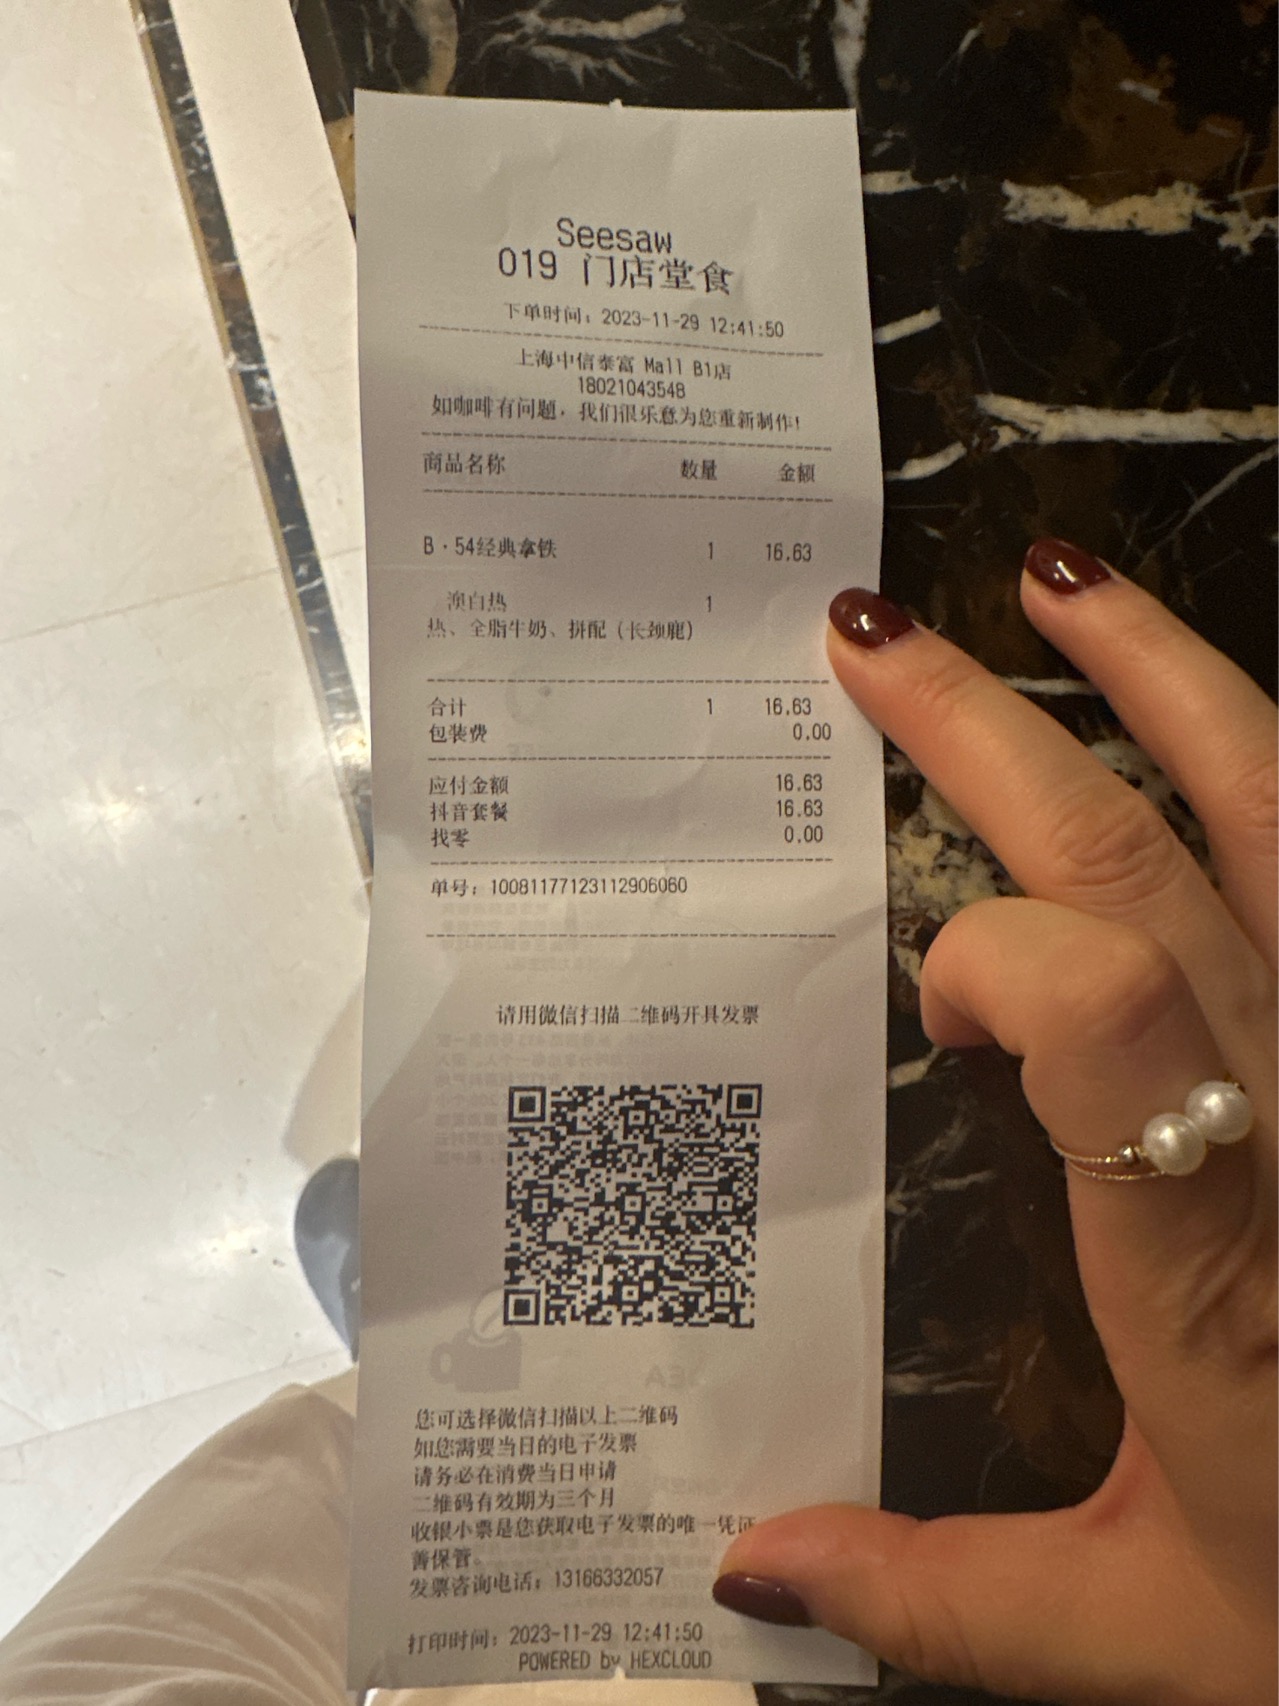 Seesaw
019 门店堂食
下单时间：2023-11-29 12:41:50
上海中信泰富 Mall B1店
18021043548
如咖啡有问题，我们很乐意为您重新制作！
商品名称 数量 金额
B·54经典拿铁 1 16.63
澳白热 1
热、全脂牛奶、拼配（长颈鹿）
合计 1 16.63
包装费 0.00
应付金额 16.63
抖音套餐 16.63
找零 0.00
单号：10081177123112906060
请用微信扫描二维码开具发票
您可选择微信扫描以上二维码
如您需要当日的电子发票
请务必在消费当日申请
二维码有效期为三个月
收银小票是您获取电子发票的唯一凭证
善保管。
发票咨询电话：13166332057
打印时间：2023-11-29 12:41:50
POWERED by HEXCLOUD